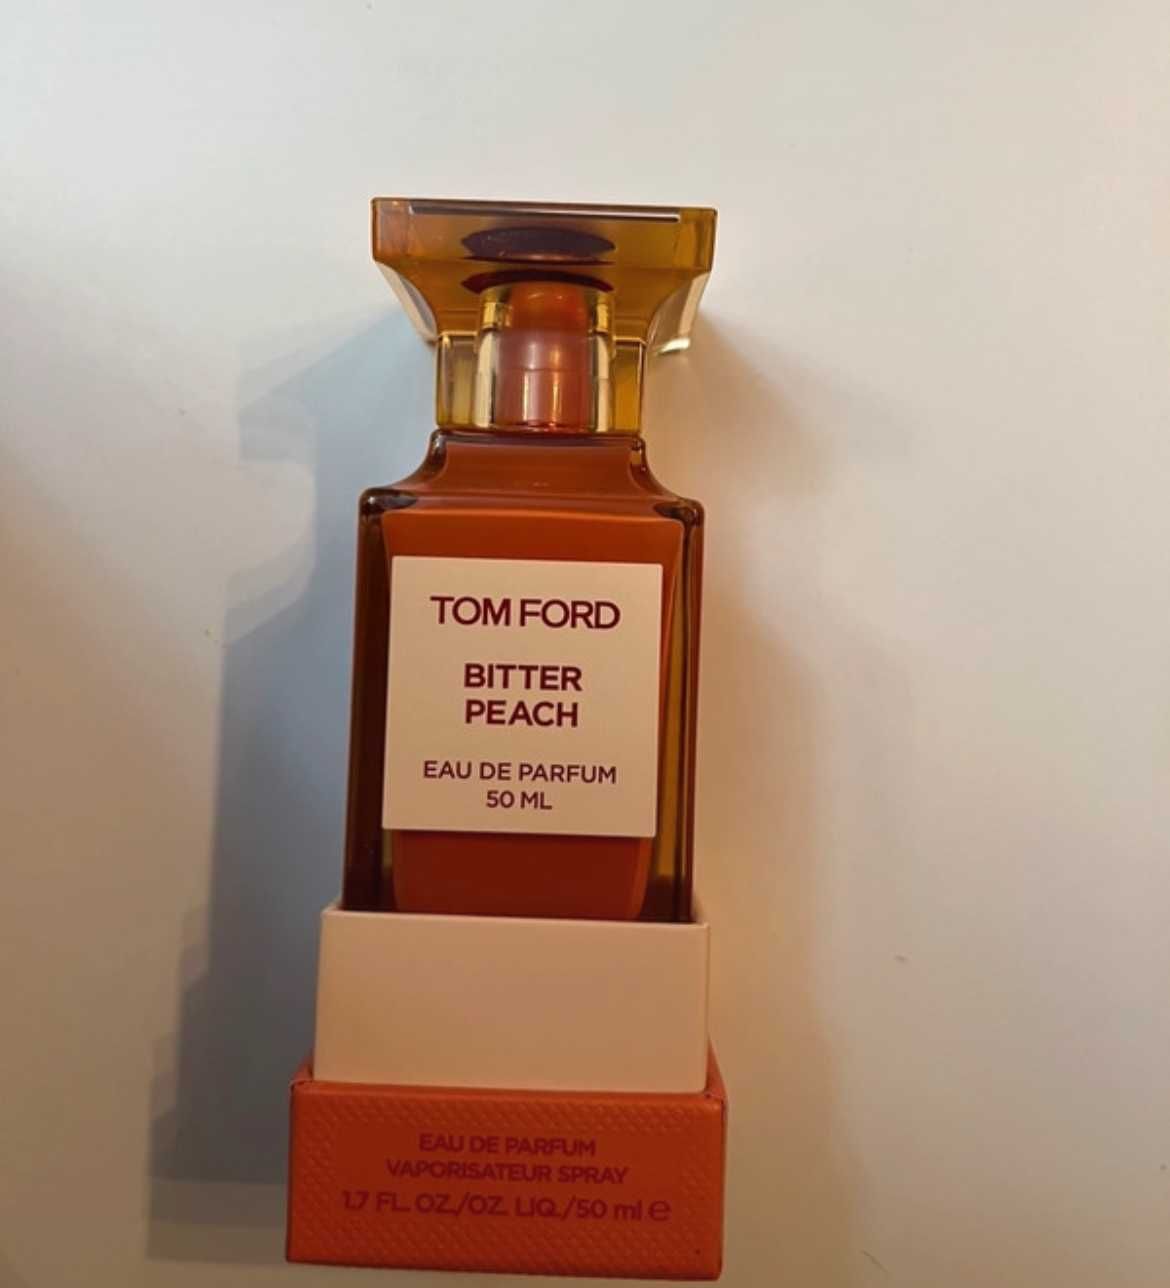 TOM FORD
BITTER
PEACH
EAU DE PARFUM
50 ML
EAU DE PARFUM
VAPORISATEUR SPRAY
1.7 FL. OZ./OZ. LIQ./50 ml e